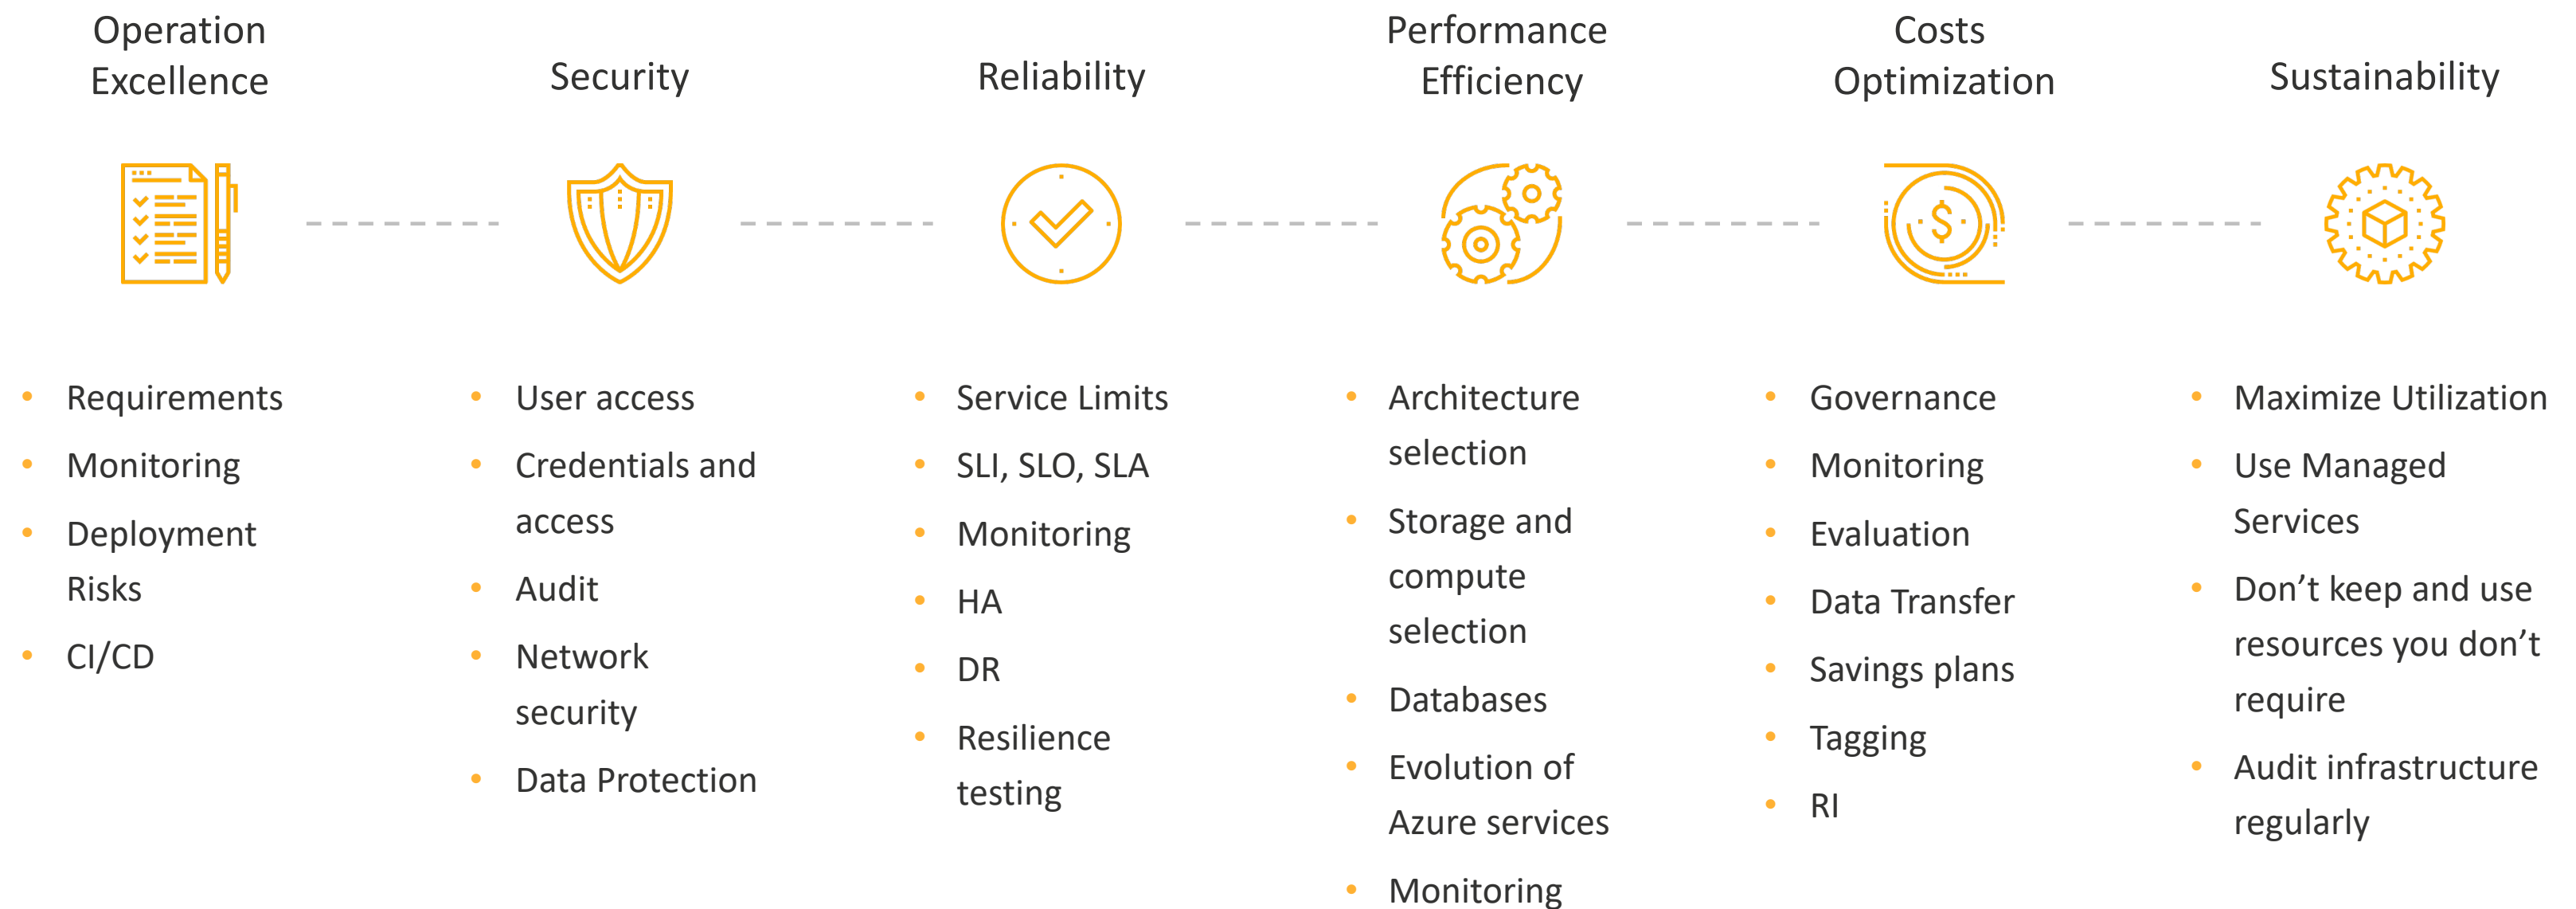 Operation
Excellence
Security
Reliability
Performance
Efficiency
Costs
Optimization
Sustainability
$
• Requirements
• Monitoring
• Deployment
Risks
• CI/CD
• User access
• Credentials and
access
• Audit
• Network
security
• Data Protection
• Service Limits
• SLI, SLO, SLA
• Monitoring
• HA
• DR
• Resilience
testing
• Architecture
selection
• Storage and
compute
selection
• Databases
• Evolution of
Azure services
• Monitoring
• Governance
• Monitoring
• Evaluation
• Data Transfer
• Savings plans
• Tagging
• RI
• Maximize Utilization
• Use Managed
Services
• Don’t keep and use
resources you don’t
require
• Audit infrastructure
regularly